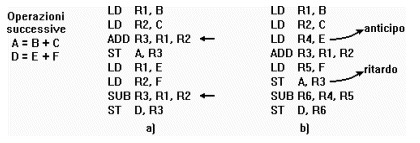 Operazioni
successive
A = B + C
D = E + F
LD R1, B
LD R2, C
ADD R3, R1, R2
ST A, R3
LD R1, E
LD R2, F
SUB R3, R1, R2
ST D, R3
a)
LD R1, B
LD R2, C
LD R4, E
anticipo
ADD R3, R1, R2
LD R5, F
ritardo
ST A, R3
SUB R6, R4, R5
ST D, R6
b)